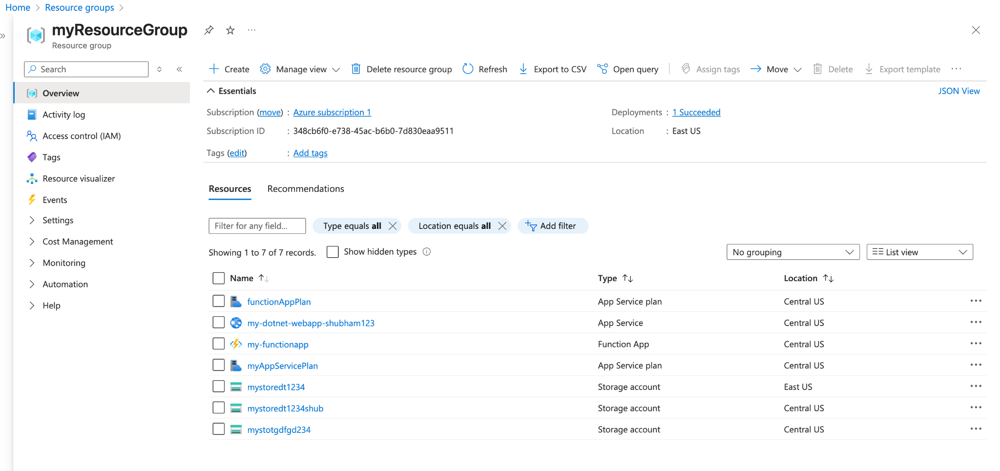 Home > Resource groups >
myResourceGroup
Resource group
Search
Overview
Activity log
Access control (IAM)
Tags
Resource visualizer
Events
Settings
Cost Management
Monitoring
Automation
Help
Create Manage view Delete resource group Refresh Export to CSV Open query Assign tags Move Delete Export template
Essentials JSON View
Subscription (move) : Azure subscription 1 Deployments : 1 Succeeded
Subscription ID : 348cb6f0-e738-45ac-b6b0-7d830eaa9511 Location : East US
Tags (edit) : Add tags
Resources Recommendations
Filter for any field... Type equals all Location equals all Add filter
Showing 1 to 7 of 7 records. Show hidden types No grouping List view
Name Type Location
functionAppPlan App Service plan Central US
my-dotnet-webapp-shubham123 App Service Central US
my-functionapp Function App Central US
myAppServicePlan App Service plan Central US
mystoredt1234 Storage account East US
mystoredt1234shub Storage account Central US
mystotgdfgd234 Storage account Central US